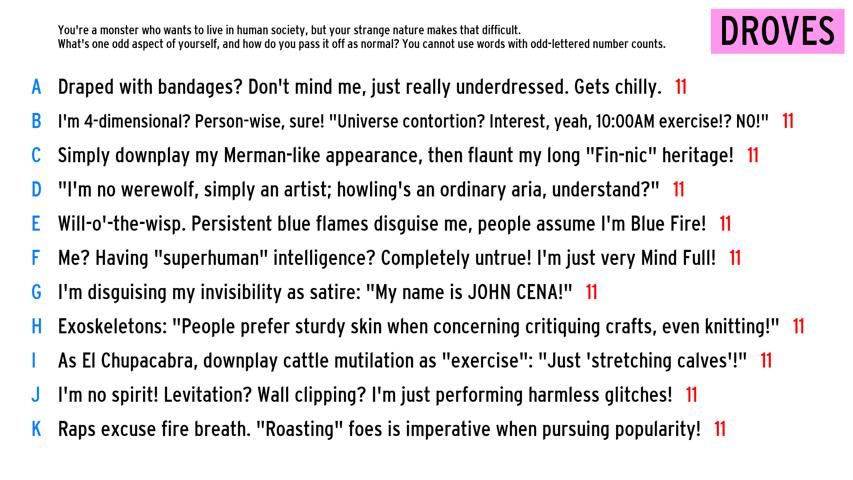 You're a monster who wants to live in human society, but your strange nature makes that difficult.
What's one odd aspect of yourself, and how do you pass it off as normal? You cannot use words with odd-lettered number counts.
DROVES
A Draped with bandages? Don't mind me, just really underdressed. Gets chilly. 11
B I'm 4-dimensional? Person-wise, sure! "Universe contortion? Interest, yeah, 10:00AM exercise!? NO!" 11
C Simply downplay my Merman-like appearance, then flaunt my long "Fin-nic" heritage! 11
D "I'm no werewolf, simply an artist; howling's an ordinary aria, understand?" 11
E Will-o'-the-wisp. Persistent blue flames disguise me, people assume I'm Blue Fire! 11
F Me? Having "superhuman" intelligence? Completely untrue! I'm just very Mind Full! 11
G I'm disguising my invisibility as satire: "My name is JOHN CENA!" 11
H Exoskeletons: "People prefer sturdy skin when concerning critiquing crafts, even knitting!" 11
I As El Chupacabra, downplay cattle mutilation as "exercise": "Just 'stretching calves'!" 11
J I'm no spirit! Levitation? Wall clipping? I'm just performing harmless glitches! 11
K Raps excuse fire breath. "Roasting" foes is imperative when pursuing popularity! 11